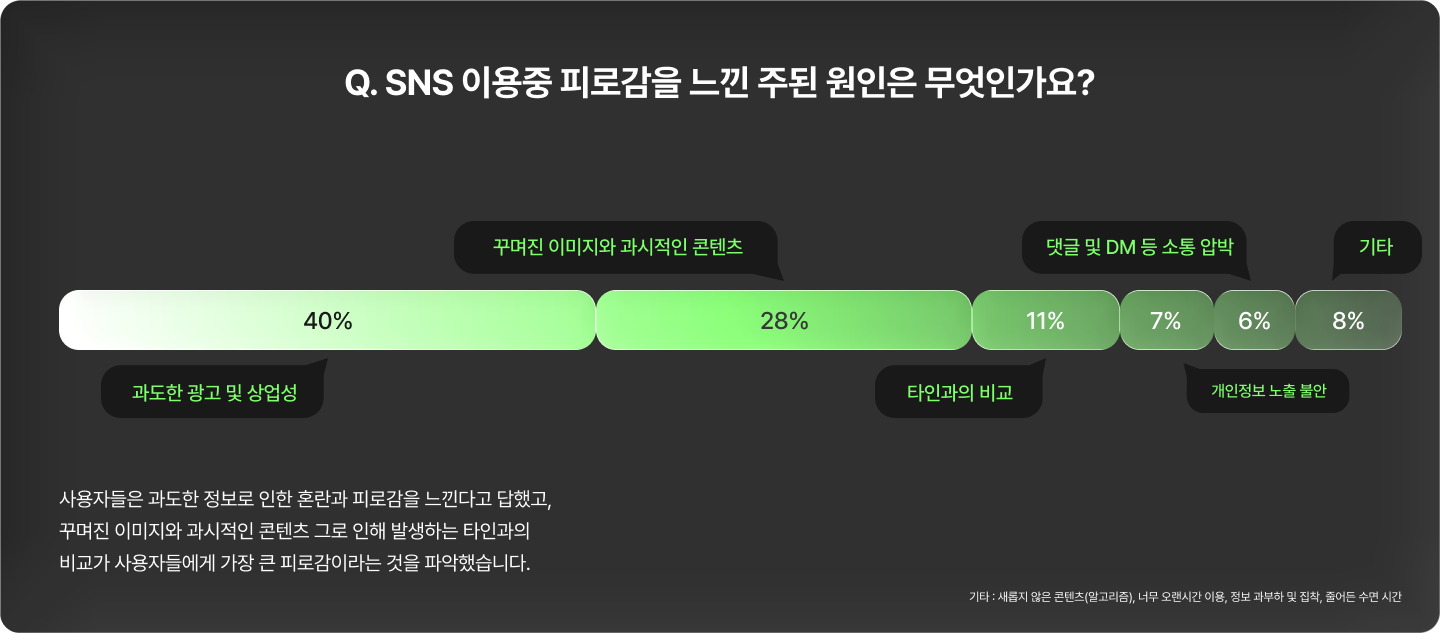 Q. SNS 이용중 피로감을 느낀 주된 원인은 무엇인가요?
꾸며진 이미지와 과시적인 콘텐츠
댓글 및 DM 등 소통 압박
기타
40%
28%
11%
7%
6%
8%
과도한 광고 및 상업성
타인과의 비교
개인정보 노출 불안
사용자들은 과도한 정보로 인한 혼란과 피로감을 느낀다고 답했고,
꾸며진 이미지와 과시적인 콘텐츠 그로 인해 발생하는 타인과의
비교가 사용자들에게 가장 큰 피로감이라는 것을 파악했습니다.
기타 : 새롭지 않은 콘텐츠(알고리즘), 너무 오랜시간 이용, 정보 과부하 및 집착, 줄어든 수면 시간